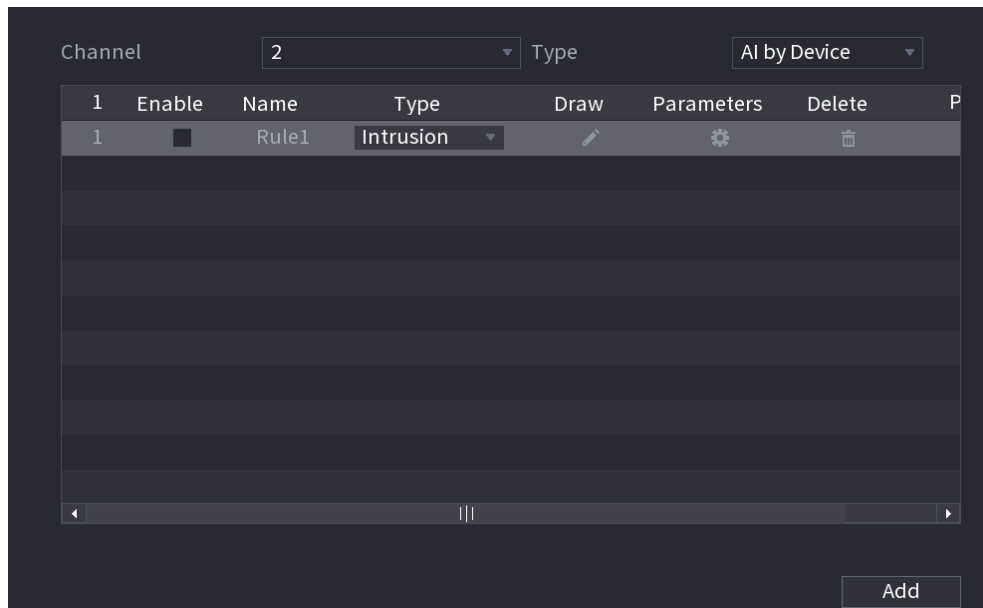 Channel 2 Type AI by Device
1 Enable Name Type Draw Parameters Delete P
1 Rule1 Intrusion
Add